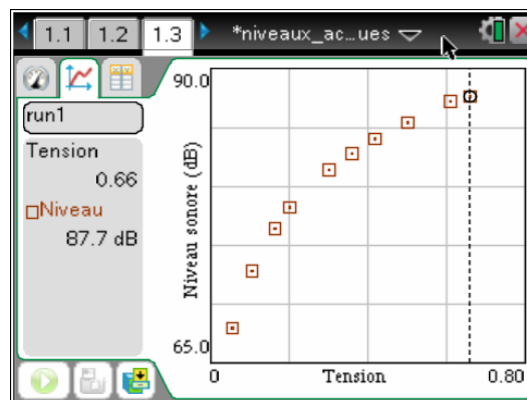 1.1 1.2 1.3 *niveaux_ac...ues
run1
Tension
0.66
Niveau
87.7 dB
90.0
Niveau sonore (dB)
65.0
0 Tension 0.80